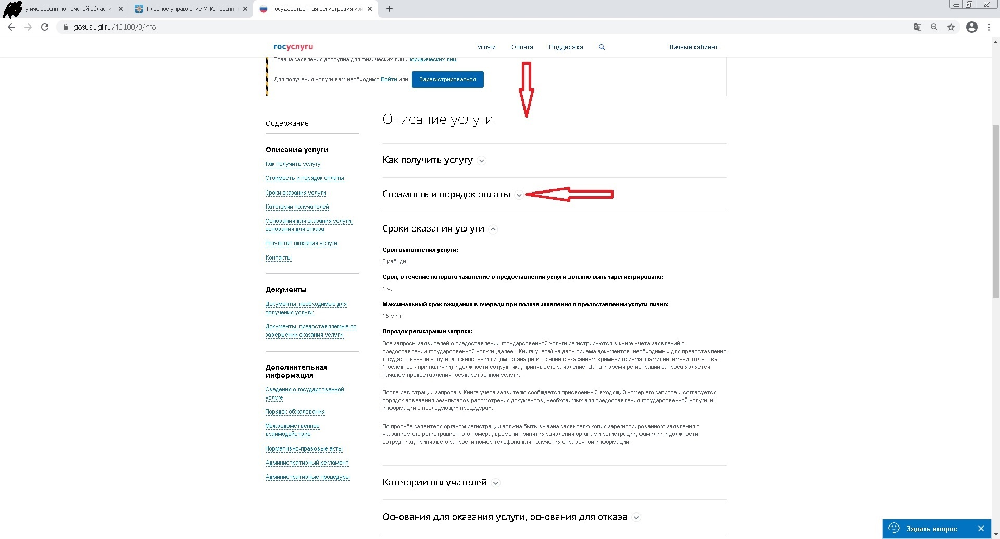 гу мчс россии по томской области
Главное управление МЧС России
Государственная регистрация изм
gosuslugi.ru/42108/3/info
госуслуги
Услуги
Оплата
Поддержка
Личный кабинет
Подача заявления доступна для физических лиц и юридических лиц.
Для получения услуги вам необходимо Войти или
Зарегистрироваться
Содержание
Описание услуги
Как получить услугу
Стоимость и порядок оплаты
Сроки оказания услуги
Категории получателей
Основания для оказания услуги,
основания для отказа
Результат оказания услуги
Контакты
Документы
Документы, необходимые для
получения услуги:
Документы, предоставляемые по
завершении оказания услуги:
Дополнительная
информация
Сведения о государственной
услуге
Порядок обжалования
Межведомственное
взаимодействие
Нормативно-правовые акты
Административный регламент
Административные процедуры
Описание услуги
Как получить услугу
Стоимость и порядок оплаты
Сроки оказания услуги
Срок выполнения услуги:
3 раб. дн
Срок, в течение которого заявление о предоставлении услуги должно быть зарегистрировано:
1 ч.
Максимальный срок ожидания в очереди при подаче заявления о предоставлении услуги лично:
15 мин.
Порядок регистрации запроса:
Все запросы заявителей о предоставлении государственной услуги регистрируются в книге учета заявлений о
предоставлении государственной услуги (далее - Книга учета) на дату приема документов, необходимых для предоставления
государственной услуги, должностным лицом органа регистрации с указанием времени приема, фамилии, имени, отчества
(последнее - при наличии) и должности сотрудника, принявшего заявление. Дата и время регистрации запроса является
началом предоставления государственной услуги.
После регистрации запроса в Книге учета заявителю сообщается присвоенный входящий номер его запроса и согласуется
порядок доведения результатов рассмотрения документов, необходимых для предоставления государственной услуги, и
информации о последующих процедурах.
По просьбе заявителя органом регистрации должна быть выдана заявителю копия зарегистрированного заявления с
указанием его регистрационного номера, времени принятия заявления органами регистрации, фамилии и должности
сотрудника, принявшего запрос, и номер телефона для получения справочной информации.
Категории получателей
Основания для оказания услуги, основания для отказа
Задать вопрос